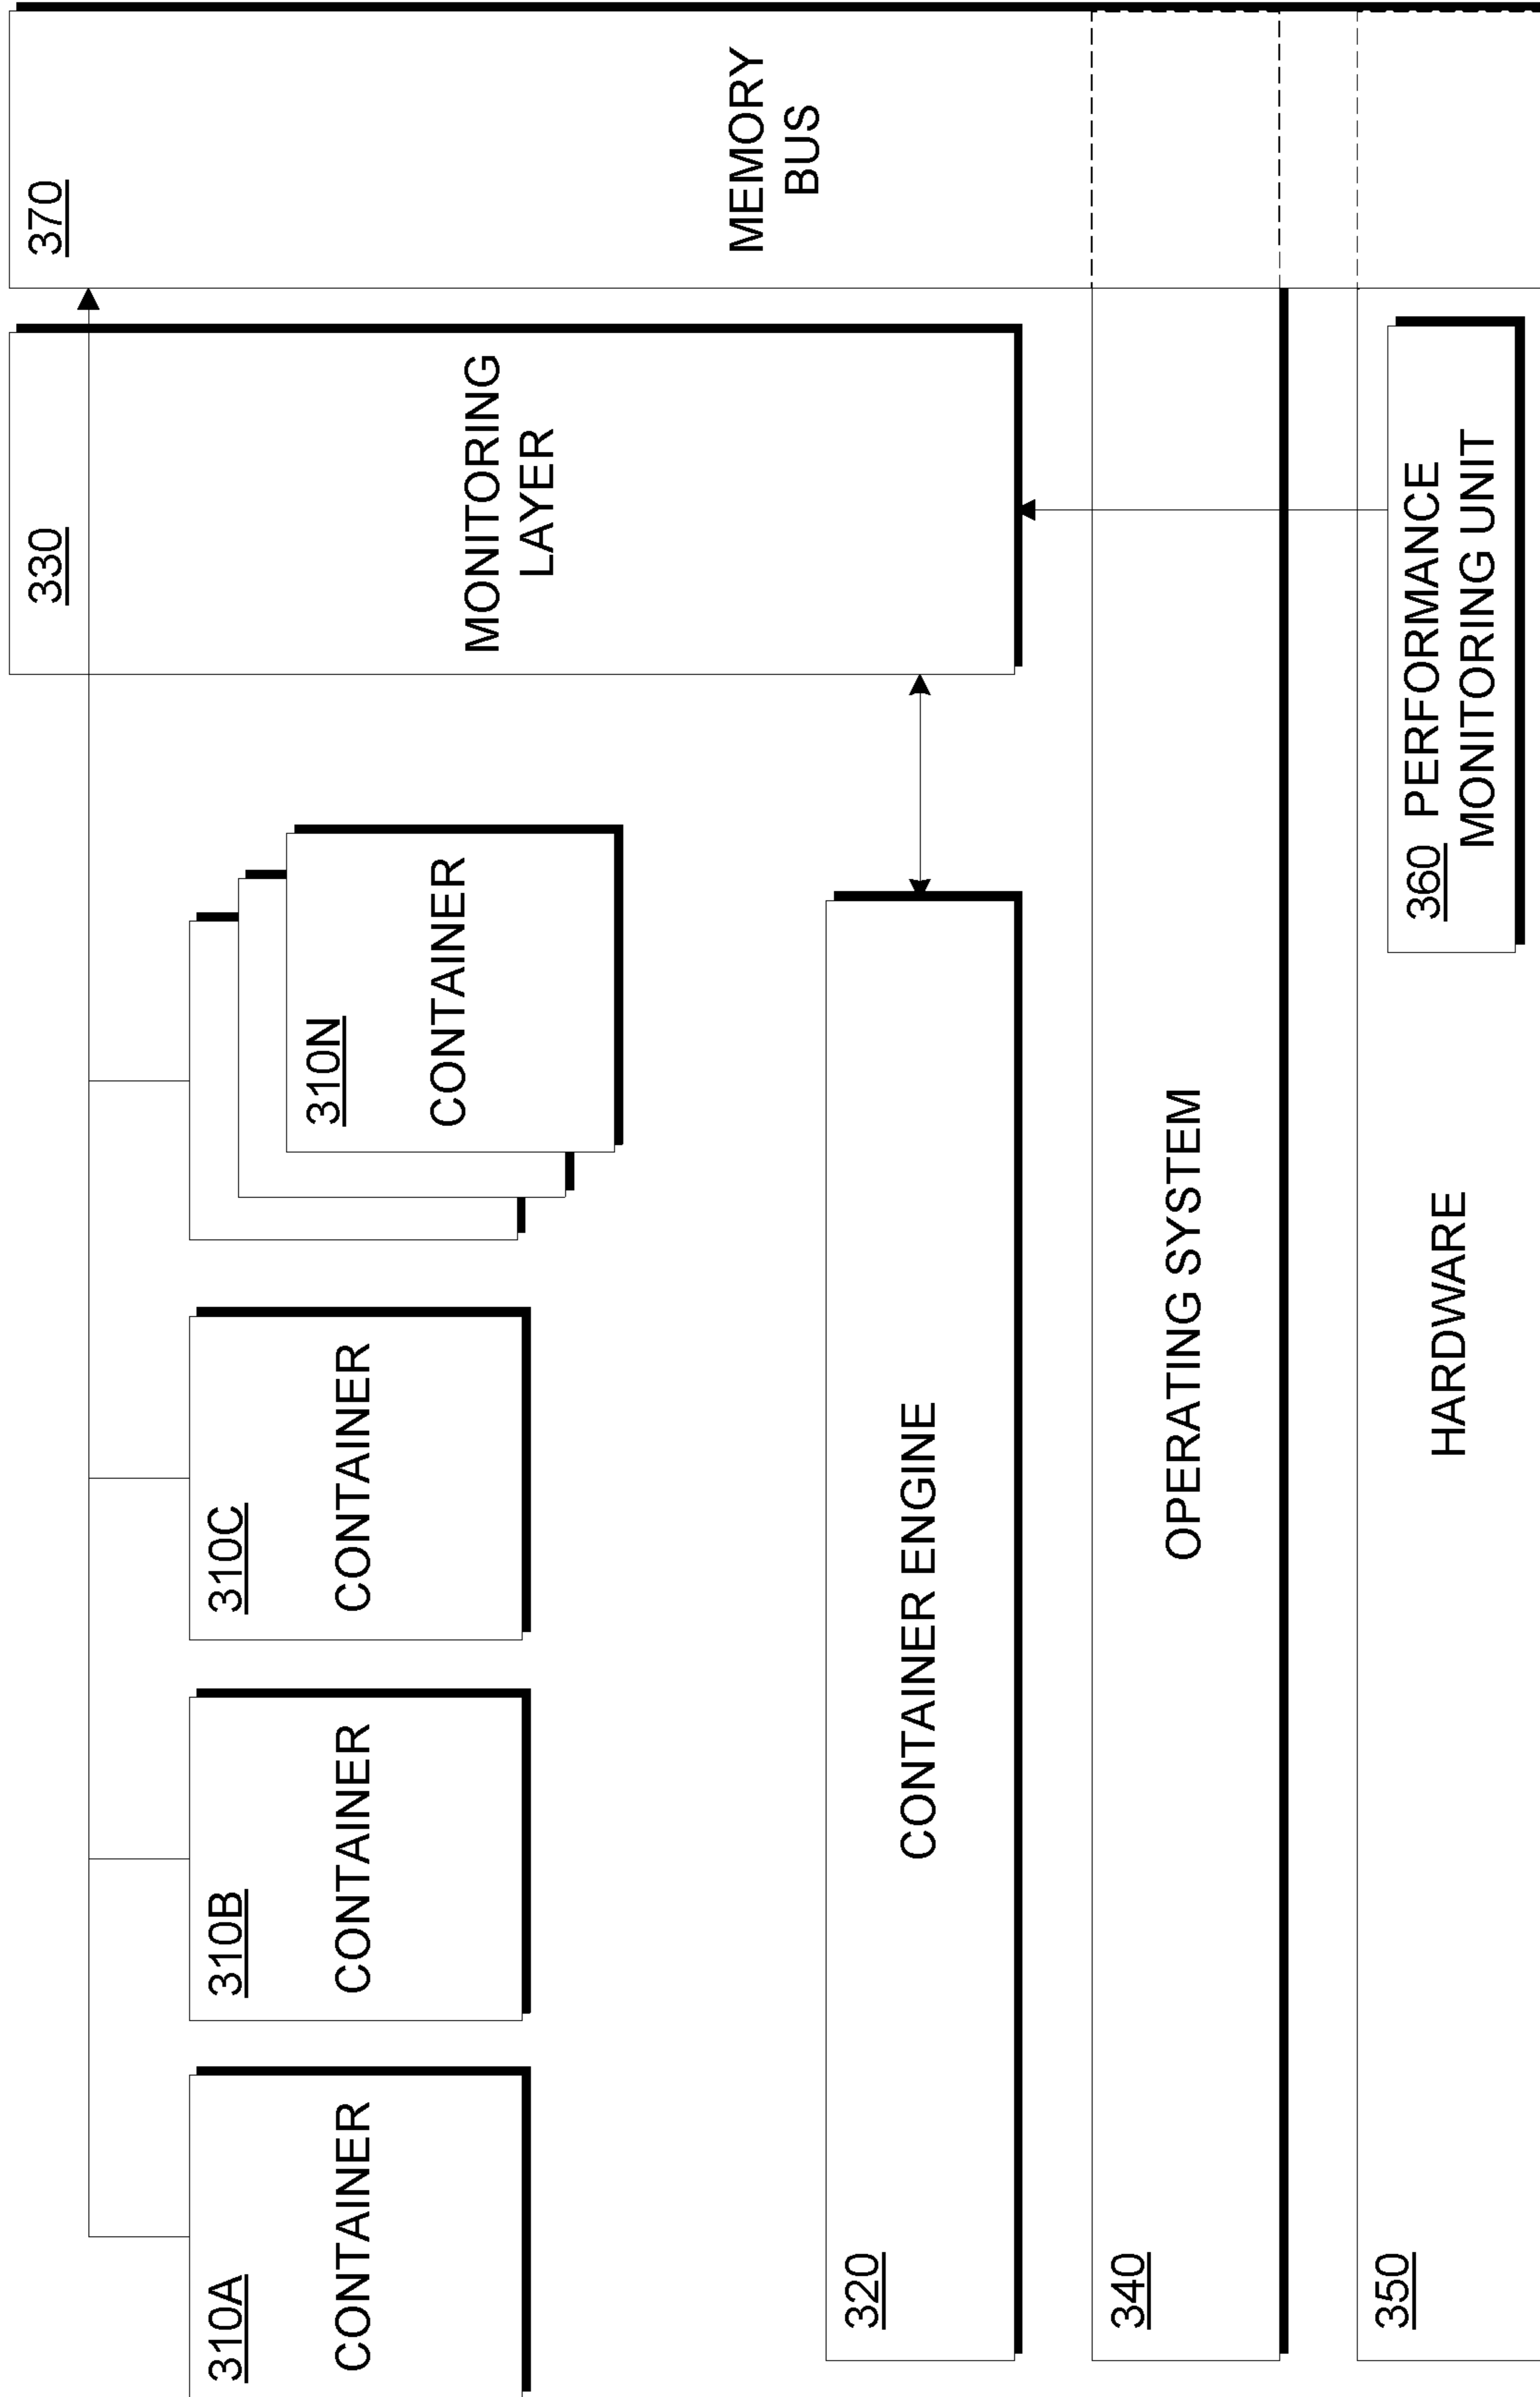 310A
CONTAINER
310B
CONTAINER
310C
CONTAINER
310N
CONTAINER
330
MONITORING
LAYER
370
MEMORY
BUS
320
CONTAINER ENGINE
340
OPERATING SYSTEM
350
HARDWARE
360 PERFORMANCE
MONITORING UNIT